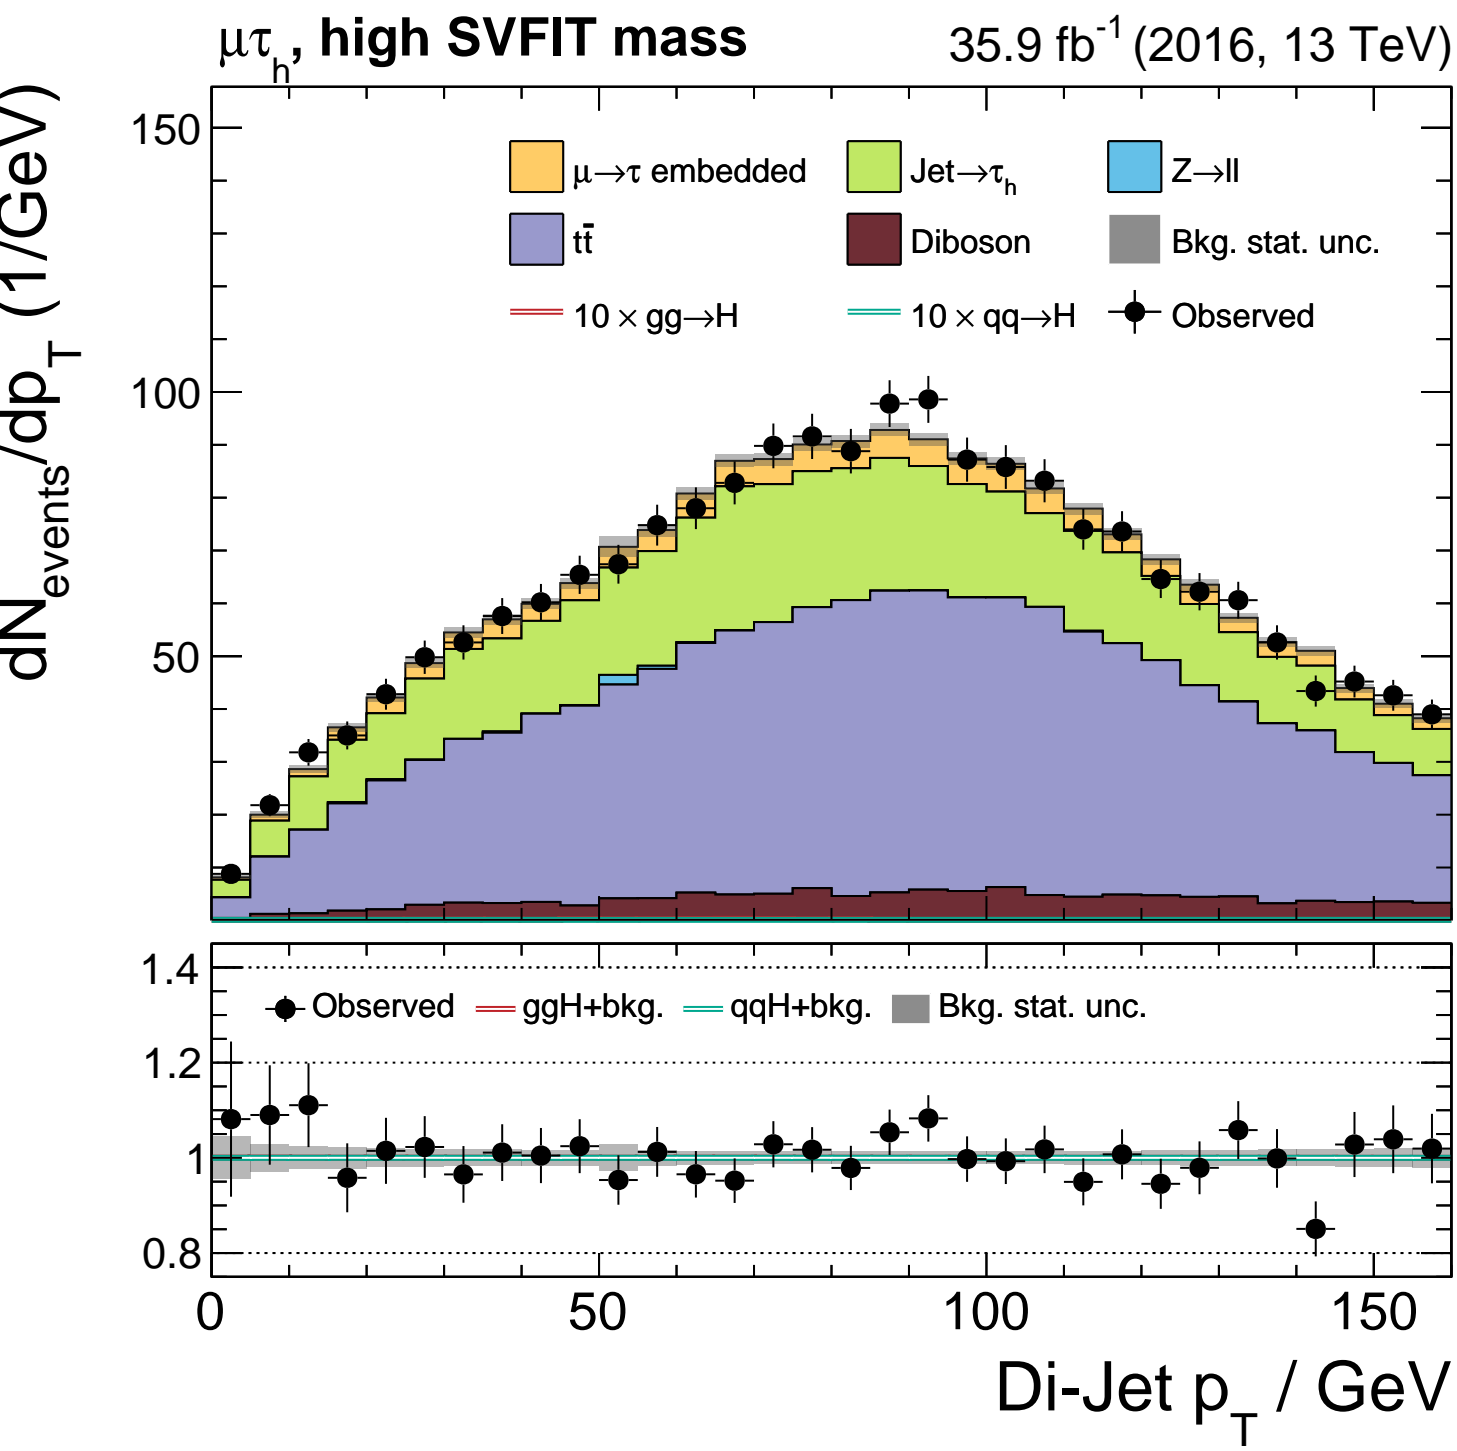 μτh, high SVFIT mass 35.9 fb-1 (2016, 13 TeV)
dNevents/dpT (1/GeV)
150
100
50
μ→τ embedded Jet→τh Z→ll
tt̄ Diboson Bkg. stat. unc.
10 × gg→H 10 × qq→H Observed
1.4
1.2
1
0.8
Observed ggH+bkg. qqH+bkg. Bkg. stat. unc.
0 50 100 150
Di-Jet pT / GeV